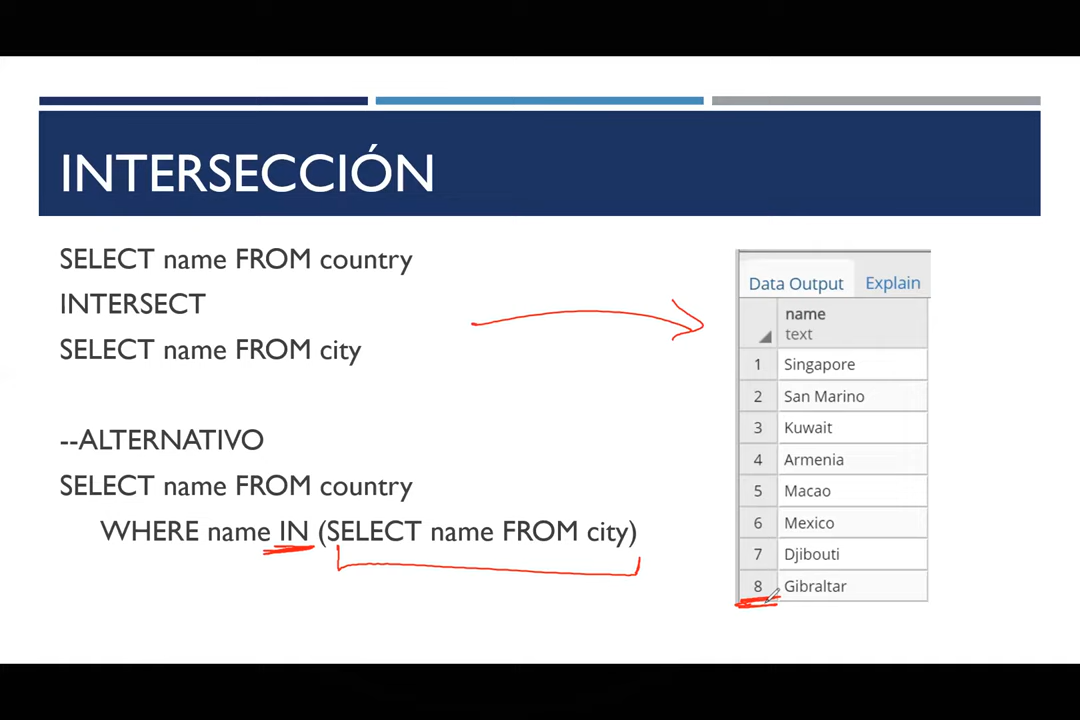 INTERSECCIÓN
SELECT name FROM country
INTERSECT
SELECT name FROM city
--ALTERNATIVO
SELECT name FROM country
WHERE name IN (SELECT name FROM city)
Data Output Explain
name
text
1 Singapore
2 San Marino
3 Kuwait
4 Armenia
5 Macao
6 Mexico
7 Djibouti
8 Gibraltar